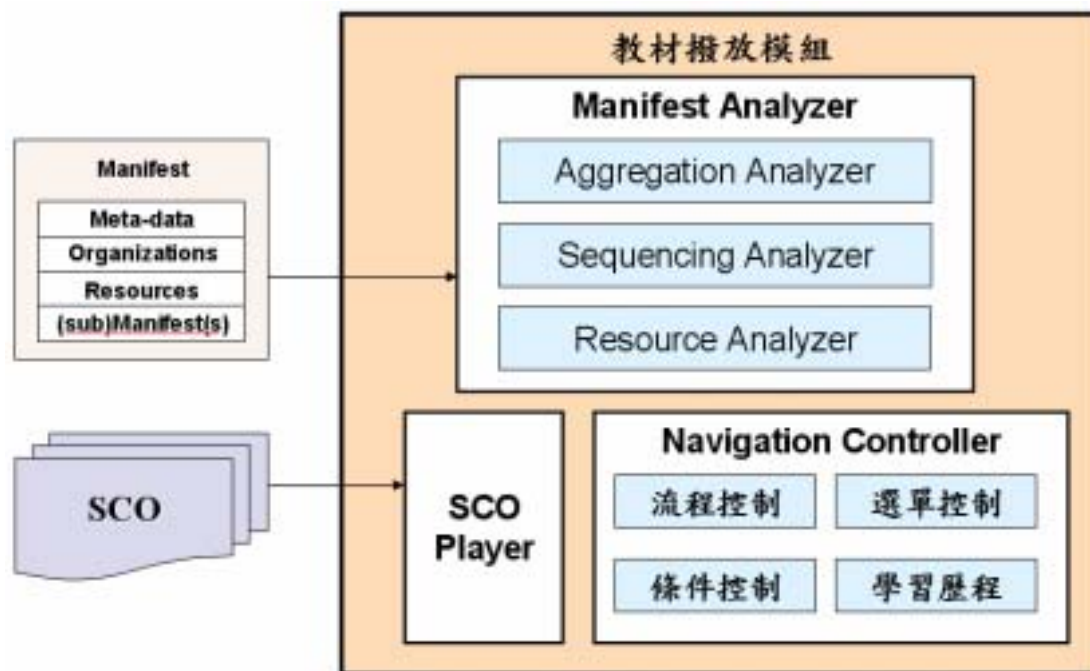 教材撥放模組
Manifest Analyzer
Aggregation Analyzer
Sequencing Analyzer
Resource Analyzer
Manifest
Meta-data
Organizations
Resources
(sub)Manifest(s)
SCO
SCO
Player
Navigation Controller
流程控制
選單控制
條件控制
學習歷程